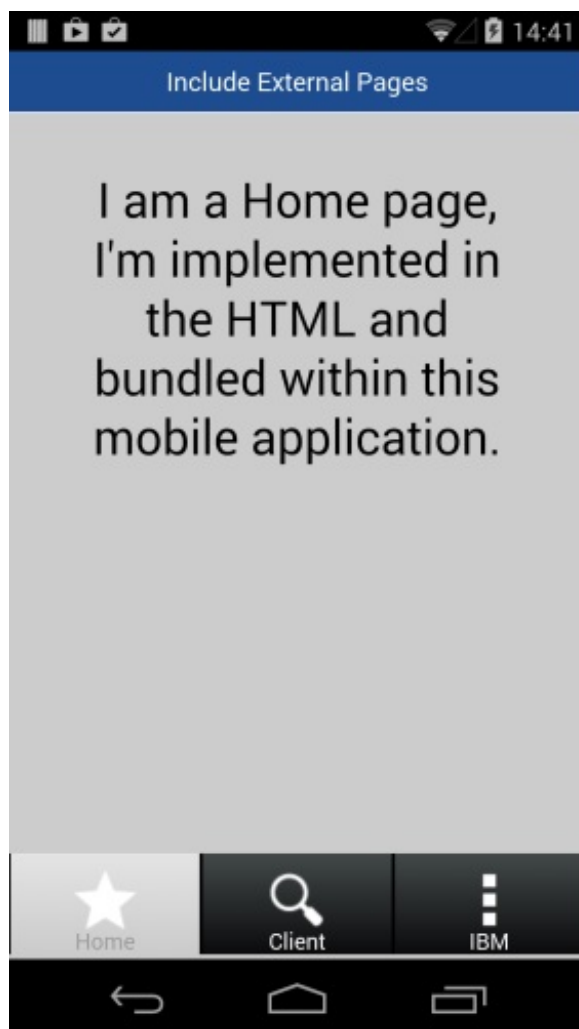 14:41
Include External Pages
I am a Home page,
I'm implemented in
the HTML and
bundled within this
mobile application.
Home
Client
IBM